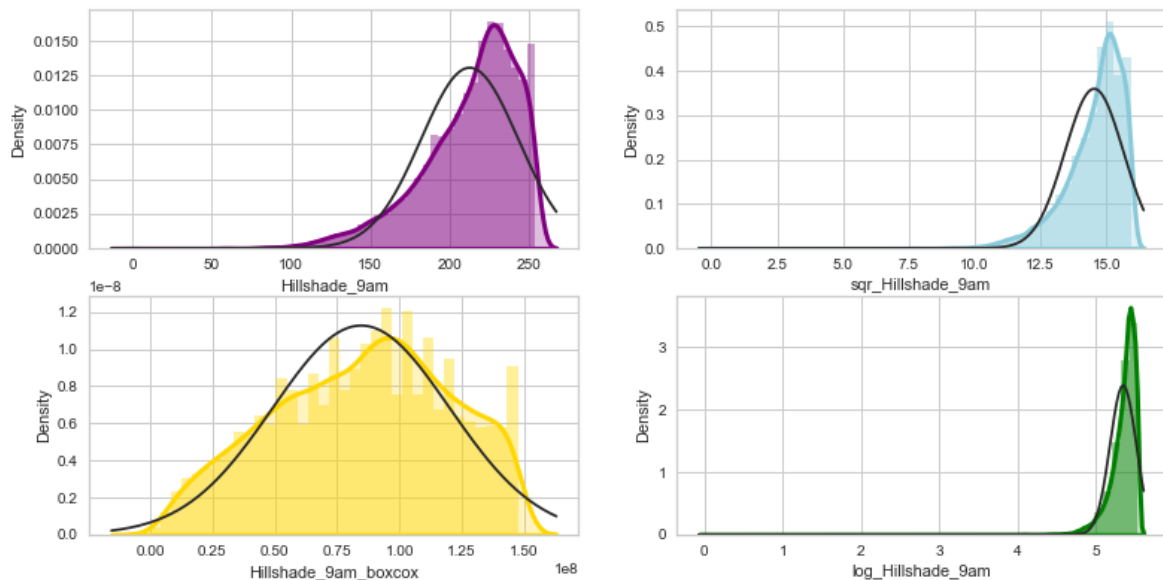 0.0150
0.0125
0.0100
0.0075
0.0050
0.0025
0.0000
Density
0 50 100 150 200 250
Hillshade_9am
0.5
0.4
0.3
0.2
0.1
0.0
Density
0.0 2.5 5.0 7.5 10.0 12.5 15.0
sqr_Hillshade_9am
1e-8
1.2
1.0
0.8
0.6
0.4
0.2
0.0
Density
0.00 0.25 0.50 0.75 1.00 1.25 1.50
1e8
Hillshade_9am_boxcox
3
2
1
0
Density
0 1 2 3 4 5
log_Hillshade_9am